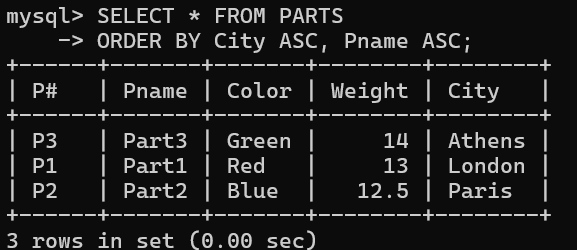 mysql> SELECT * FROM PARTS
    -> ORDER BY City ASC, Pname ASC;
+------+-------+-------+--------+--------+
| P#   | Pname | Color | Weight | City   |
+------+-------+-------+--------+--------+
| P3   | Part3 | Green |     14 | Athens |
| P1   | Part1 | Red   |     13 | London |
| P2   | Part2 | Blue  |   12.5 | Paris  |
+------+-------+-------+--------+--------+
3 rows in set (0.00 sec)